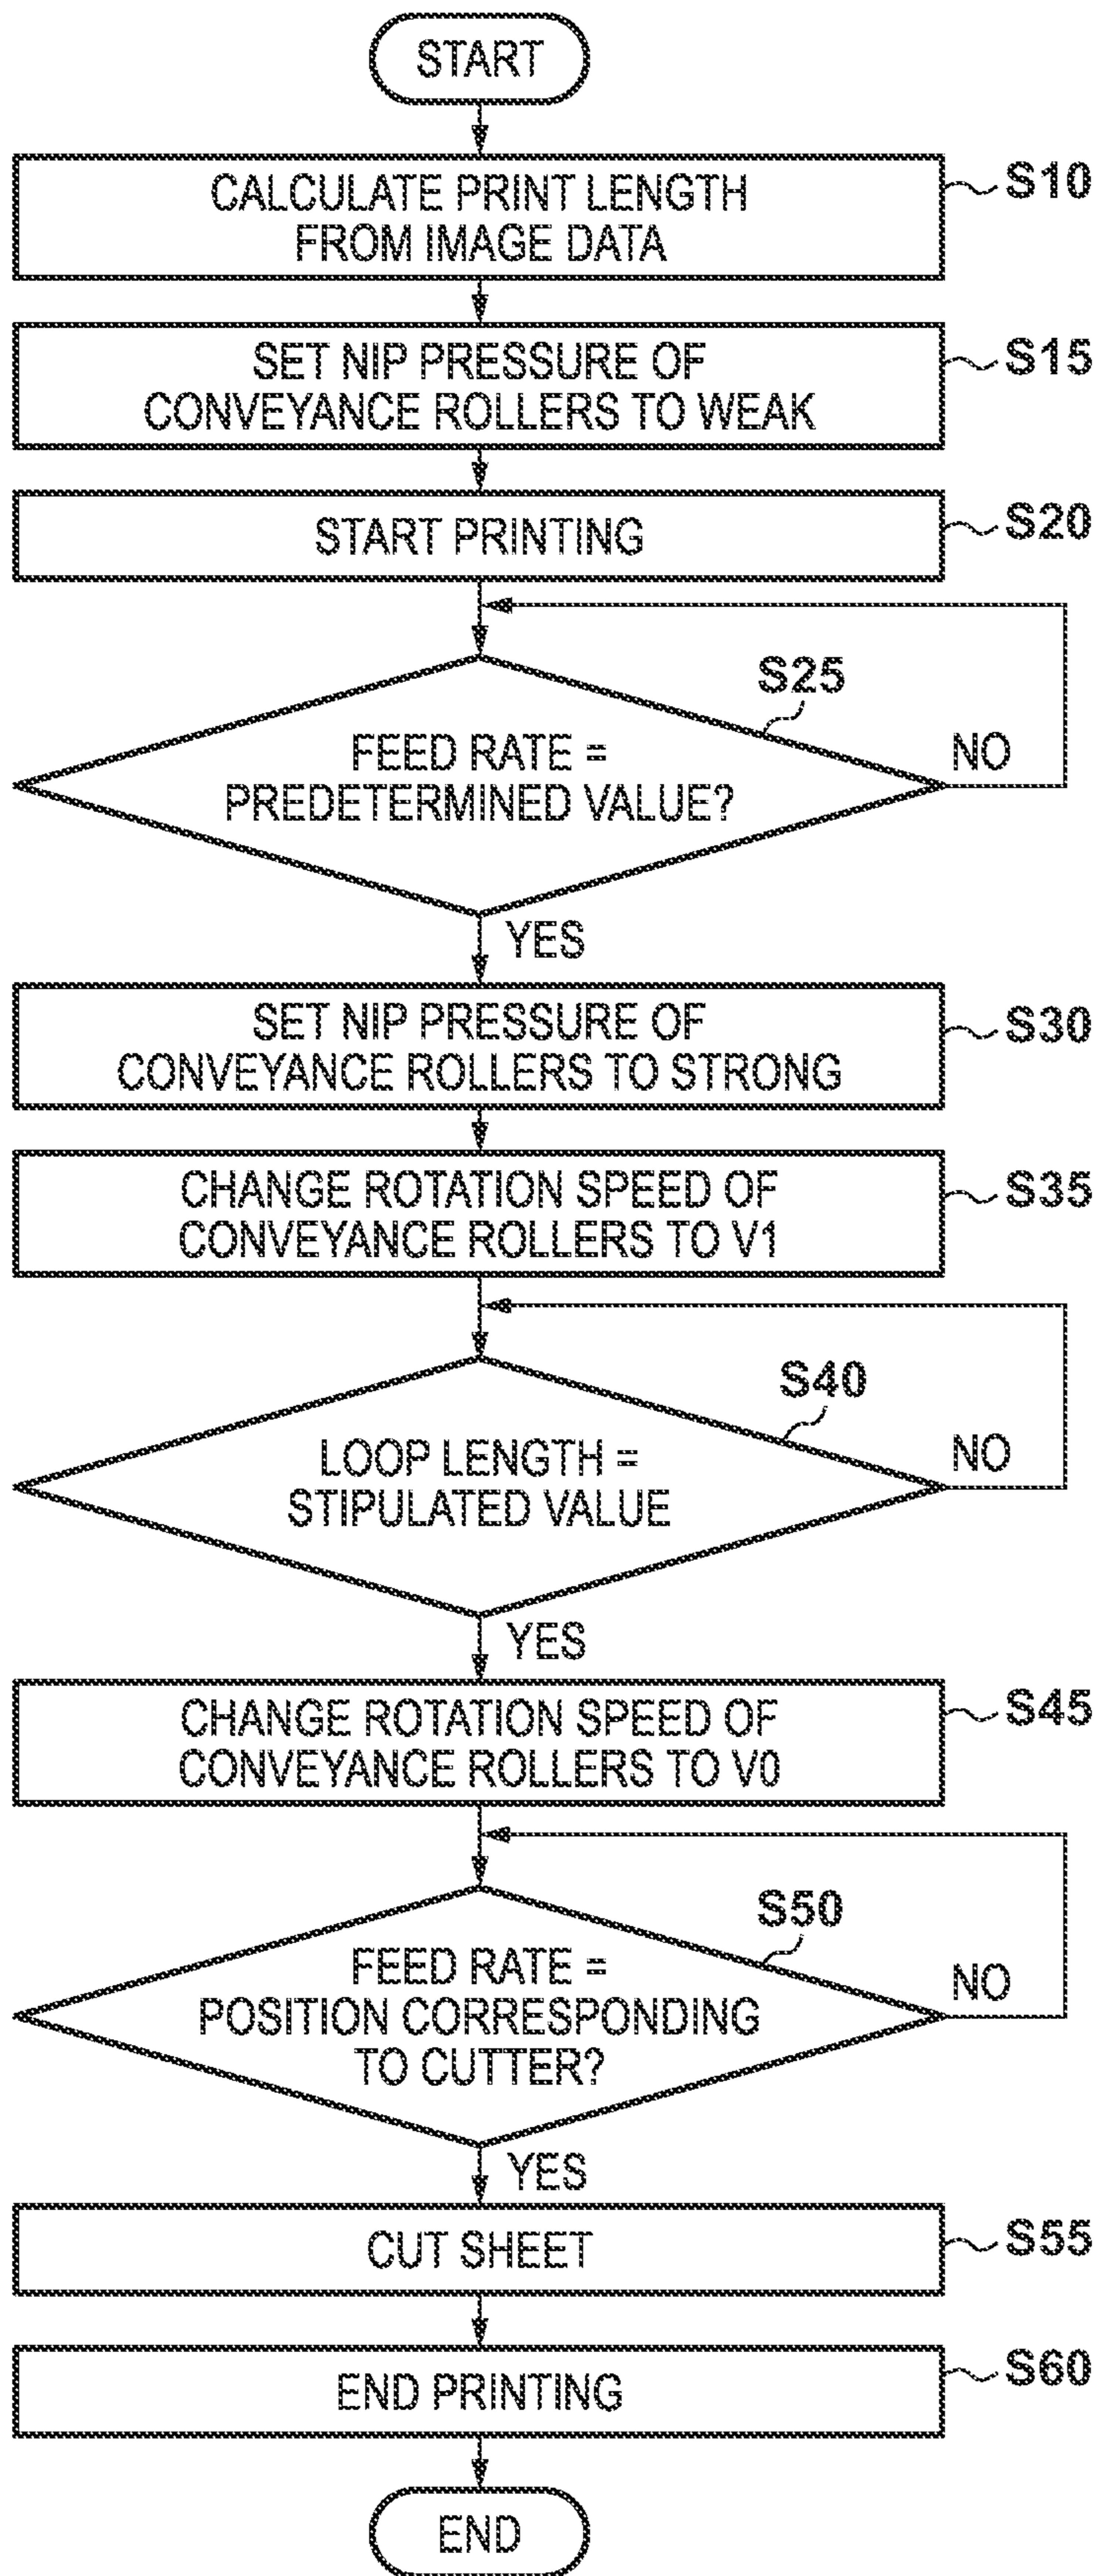 START
CALCULATE PRINT LENGTH
FROM IMAGE DATA
S10
SET NIP PRESSURE OF
CONVEYANCE ROLLERS TO WEAK
S15
START PRINTING
S20
S25
FEED RATE =
PREDETERMINED VALUE?
NO
YES
SET NIP PRESSURE OF
CONVEYANCE ROLLERS TO STRONG
S30
CHANGE ROTATION SPEED OF
CONVEYANCE ROLLERS TO V1
S35
S40
LOOP LENGTH =
STIPULATED VALUE
NO
YES
CHANGE ROTATION SPEED OF
CONVEYANCE ROLLERS TO V0
S45
S50
FEED RATE =
POSITION CORRESPONDING
TO CUTTER?
NO
YES
CUT SHEET
S55
END PRINTING
S60
END